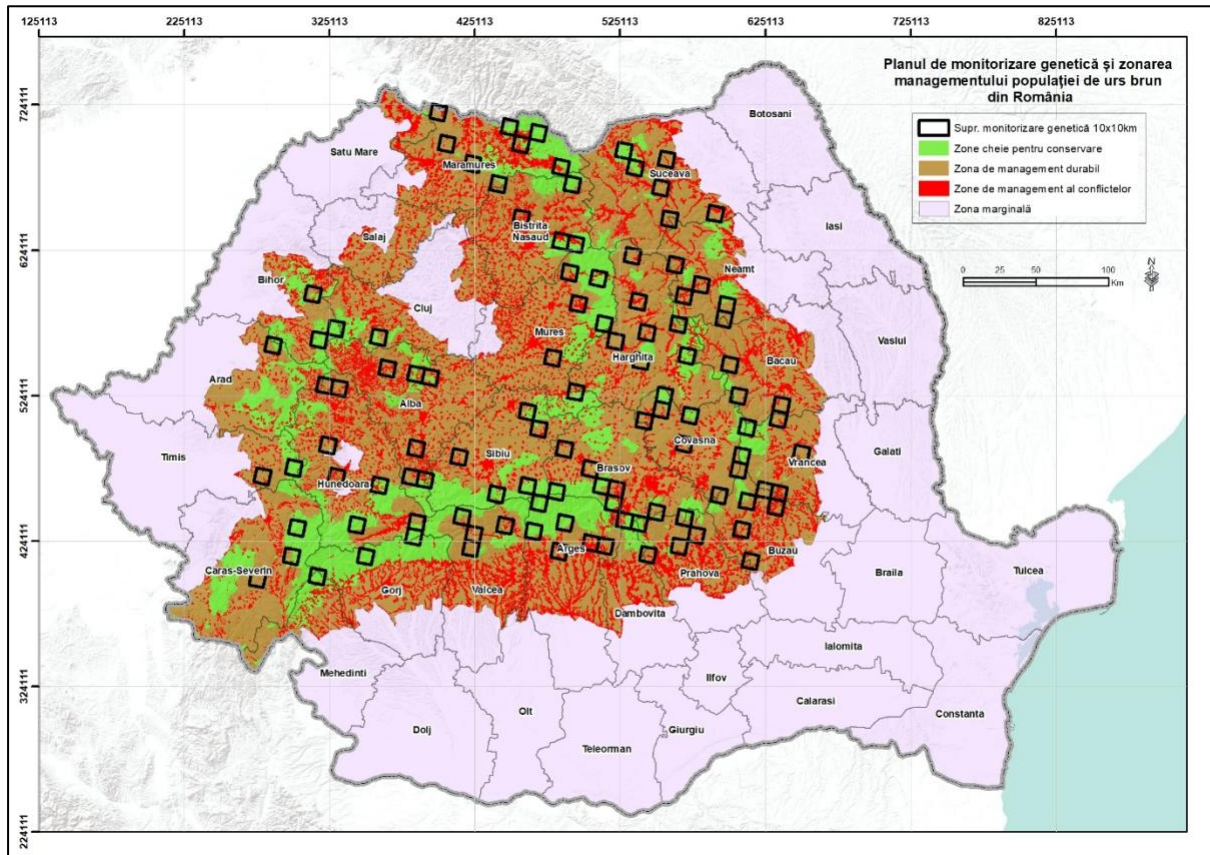 125113 225113 325113 425113 525113 625113 725113 825113
Planul de monitorizare genetică și zonarea
managementului populației de urs brun
din România
Supr. monitorizare genetică 10x10km
Zone cheie pentru conservare
Zona de management durabil
Zone de management al conflictelor
Zona marginală
N
0 25 50 100
Km
724111
624111
524111
424111
324111
224111
Botosani
Satu Mare
Maramures
Suceava
Iasi
Salaj
Bistrita
Nasaud
Neamt
Bihor
Cluj
Mures
Harghita
Bacau
Vaslui
Arad
Alba
Timis
Sibiu
Covasna
Brasov
Vrancea
Galati
Hunedoara
Caras-Severin
Gorj
Valcea
Arges
Prahova
Buzau
Braila
Tulcea
Dambovita
Mehedinti
Olt
Ilfov
Ialomita
Calarasi
Constanta
Dolj
Teleorman
Giurgiu